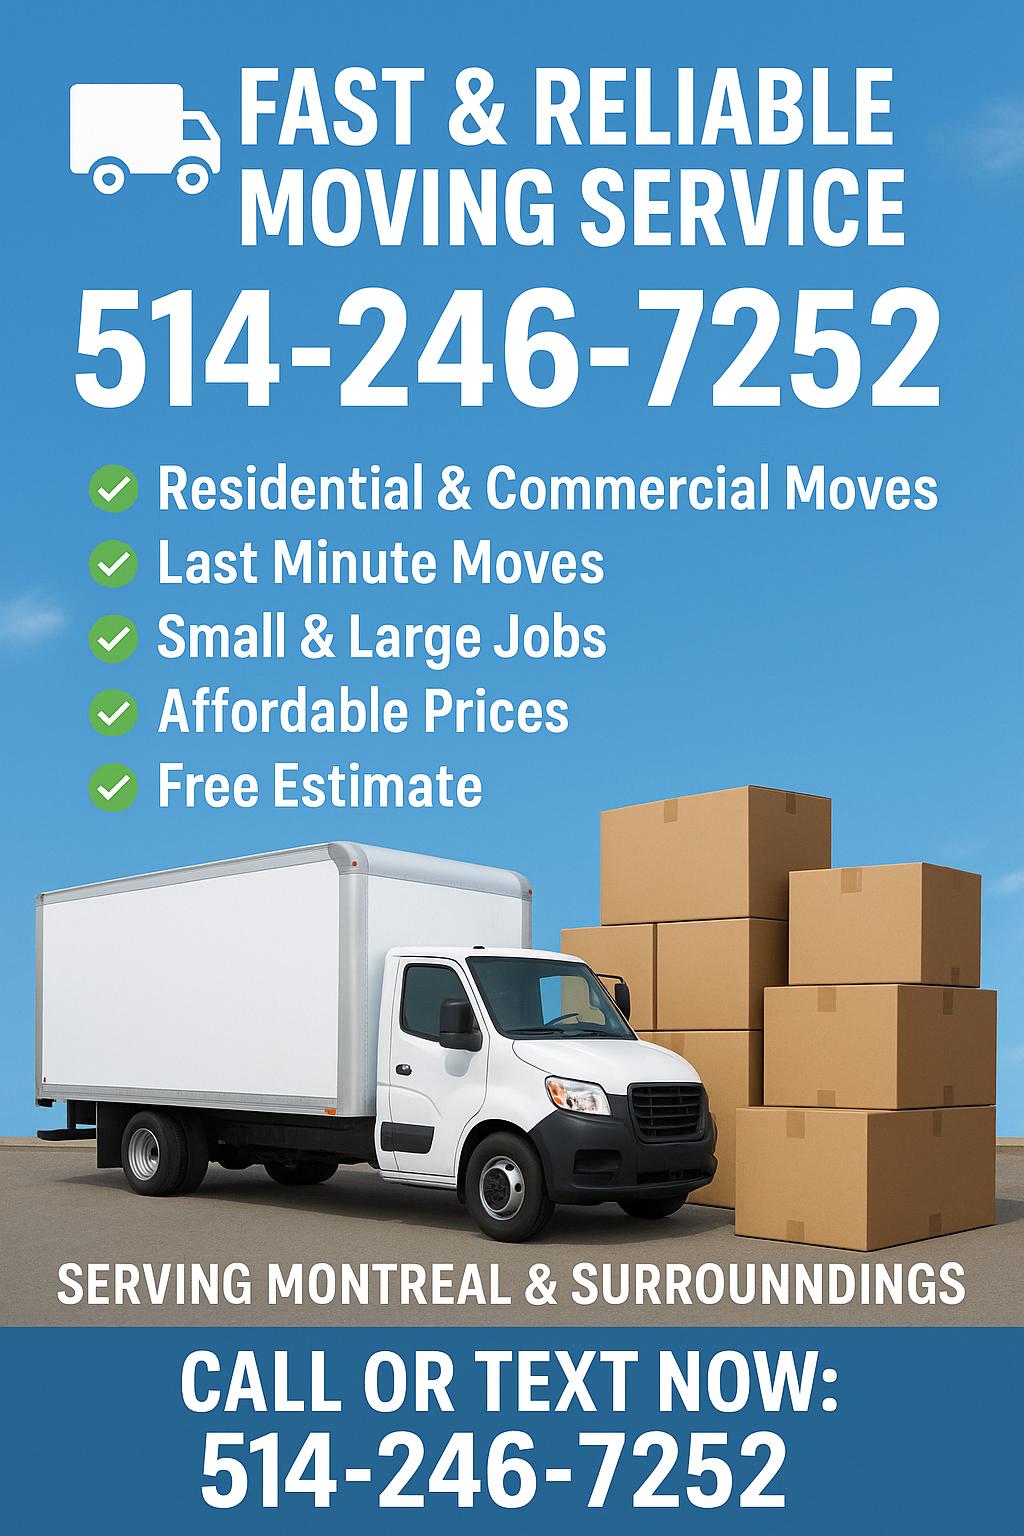 FAST & RELIABLE
MOVING SERVICE
514-246-7252
Residential & Commercial Moves
Last Minute Moves
Small & Large Jobs
Affordable Prices
Free Estimate
SERVING MONTREAL & SURROUNNDINGS
CALL OR TEXT NOW:
514-246-7252